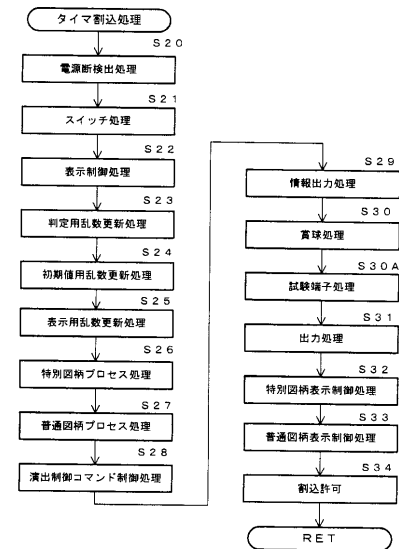 タイマ割込処理
S20
電源断検出処理
S21
スイッチ処理
S22
表示制御処理
S23
判定用乱数更新処理
S24
初期値用乱数更新処理
S25
表示用乱数更新処理
S26
特別図柄プロセス処理
S27
普通図柄プロセス処理
S28
演出制御コマンド制御処理
S29
情報出力処理
S30
賞球処理
S30A
試験端子処理
S31
出力処理
S32
特別図柄表示制御処理
S33
普通図柄表示制御処理
S34
割込許可
RET